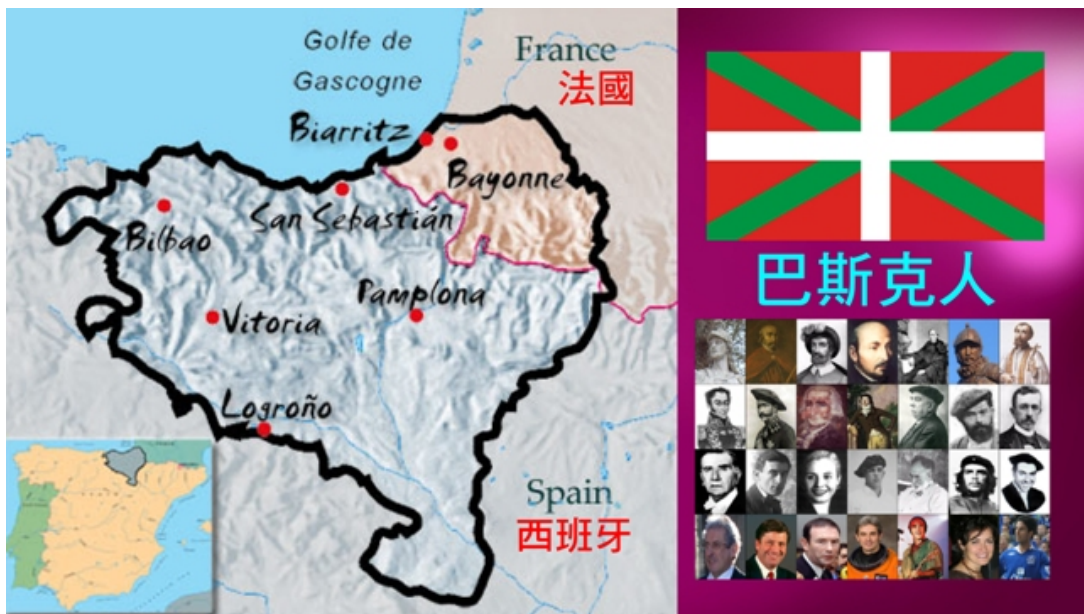 Golfe de
Gascogne
France
法國
Biarritz
Bayonne
San Sebastián
Bilbao
Pamplona
Vitoria
Logroño
Spain
西班牙
巴斯克人